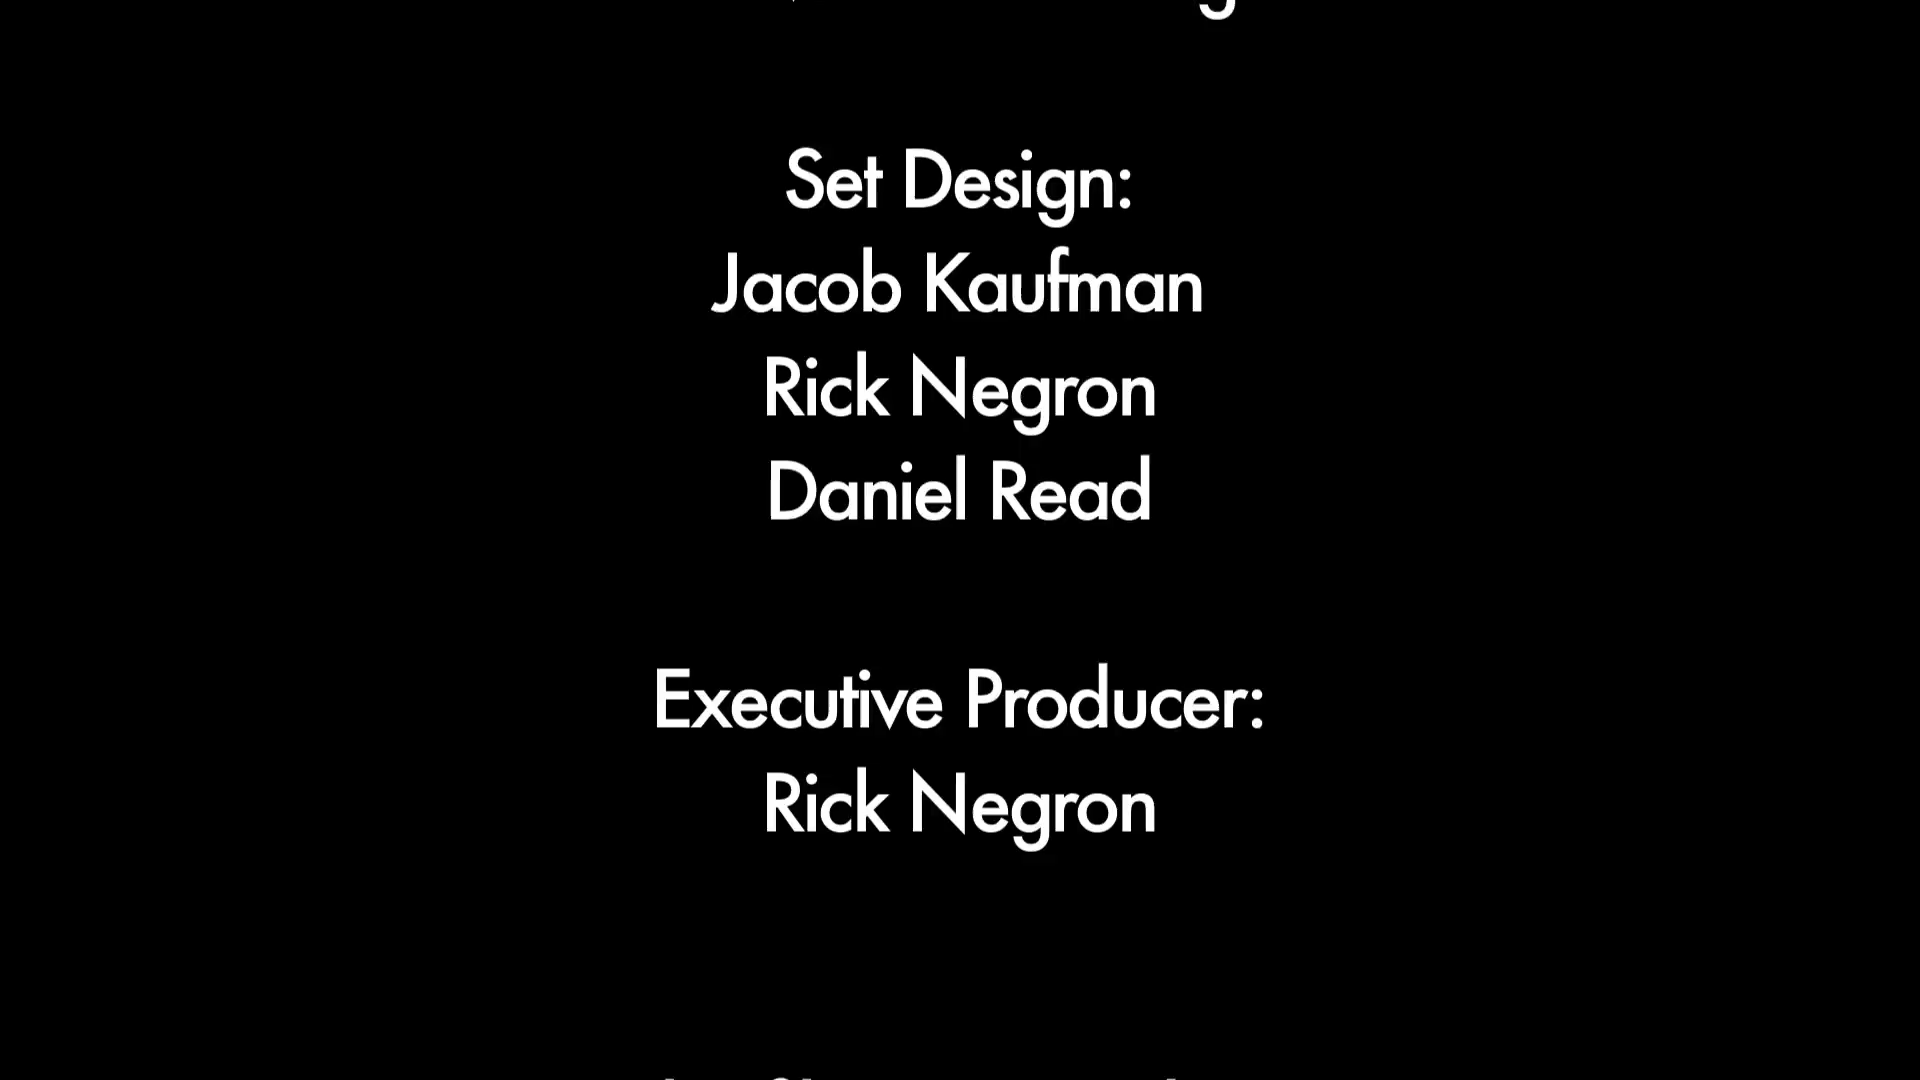 Set Design:
Jacob Kaufman
Rick Negron
Daniel Read
Executive Producer:
Rick Negron